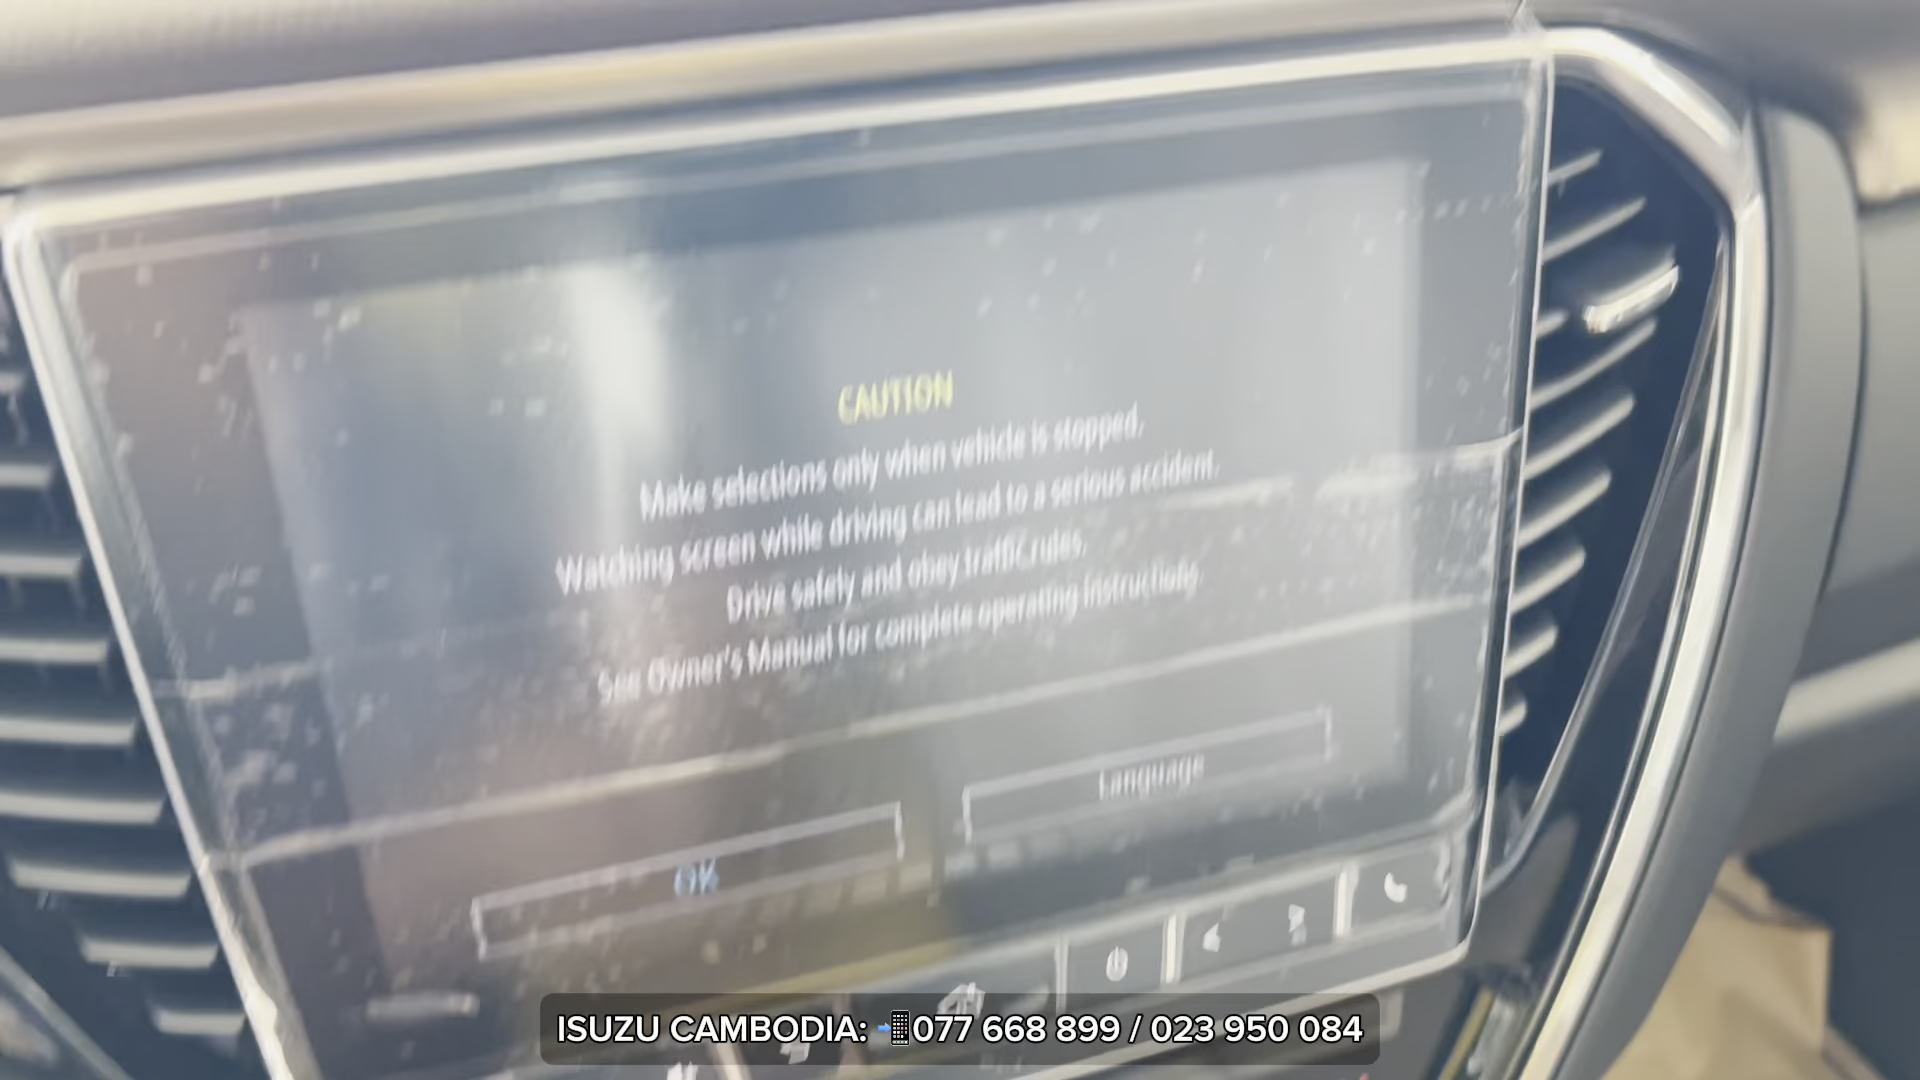 CAUTION
Make selections only when vehicle is stopped.
Watching screen while driving can lead to a serious accident.
Drive safely and obey traffic rules.
See Owner's Manual for complete operating instructions
Language
OK
ISUZU CAMBODIA: 📲077 668 899 / 023 950 084